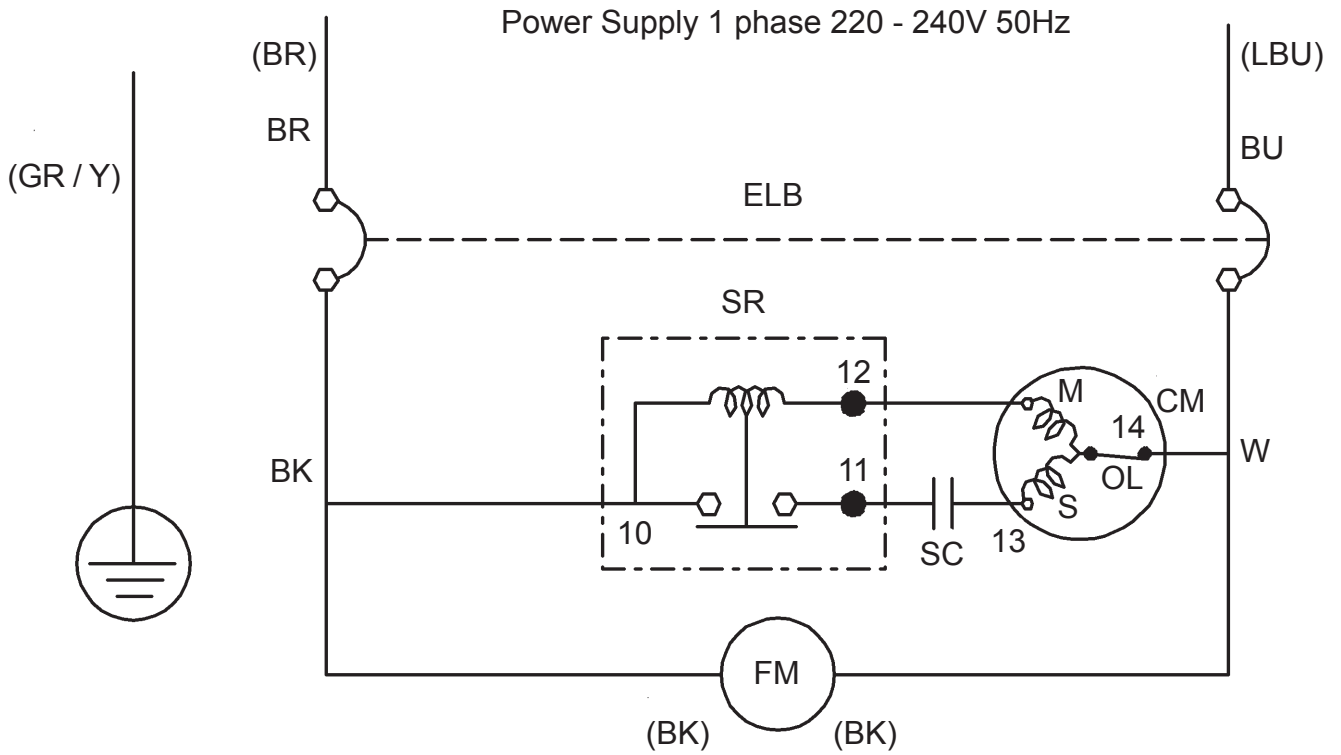 Power Supply 1 phase 220 - 240V 50Hz
(BR)
(LBU)
BR
BU
(GR / Y)
ELB
SR
12
M
CM
14
BK
11
W
OL
S
10
SC
13
FM
(BK)
(BK)